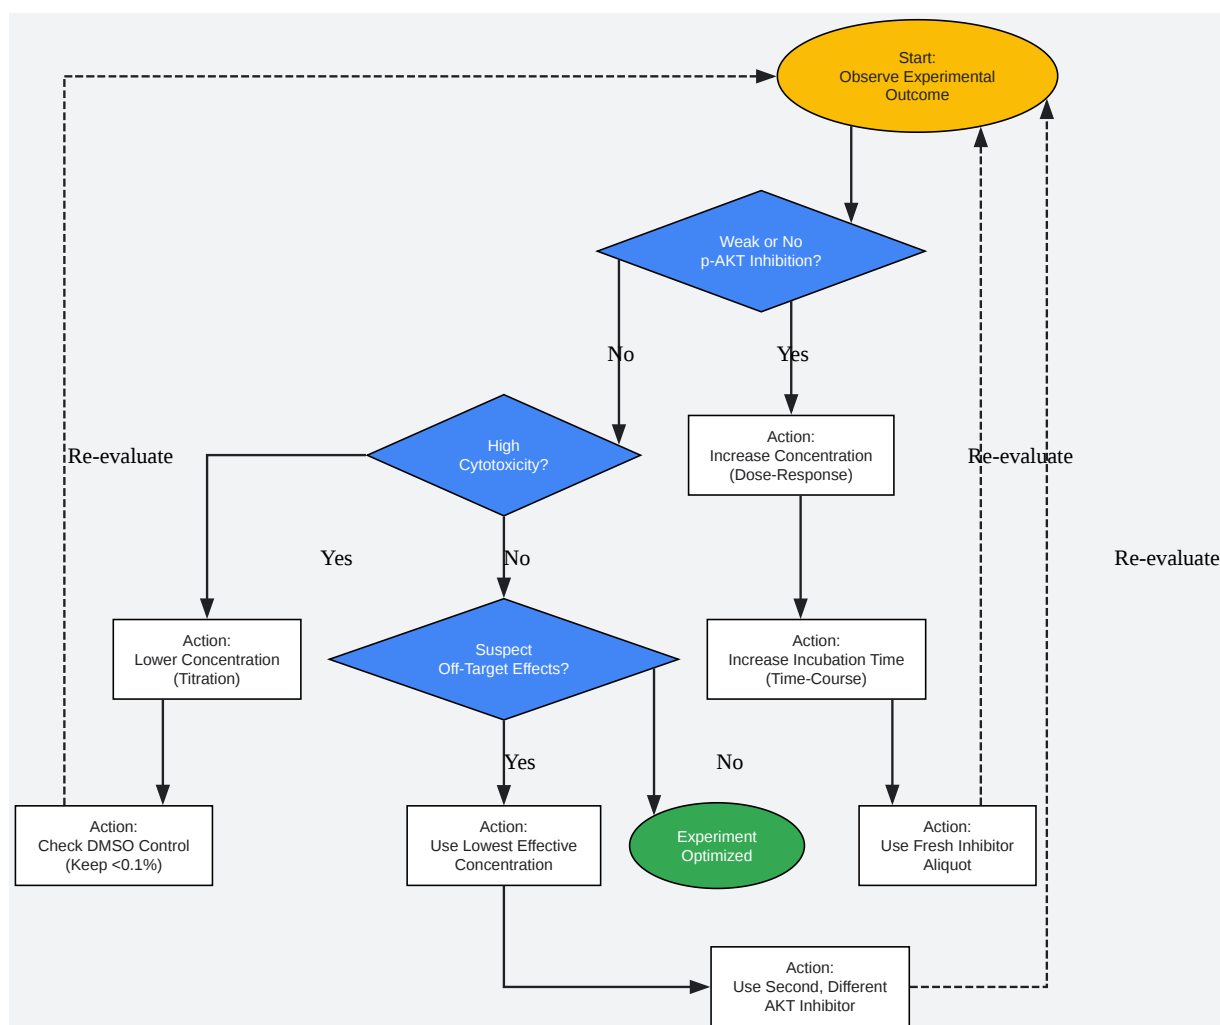 Start:
Observe Experimental
Outcome
Weak or No
p-AKT Inhibition?
No
Yes
High
Cytotoxicity?
Action:
Increase Concentration
(Dose-Response)
Re-evaluate
Re-evaluate
Yes
No
Re-evaluate
Action:
Lower Concentration
(Titration)
Suspect
Off-Target Effects?
Action:
Increase Incubation Time
(Time-Course)
Yes
No
Action:
Check DMSO Control
(Keep <0.1%)
Action:
Use Lowest Effective
Concentration
Experiment
Optimized
Action:
Use Fresh Inhibitor
Aliquot
Action:
Use Second, Different
AKT Inhibitor